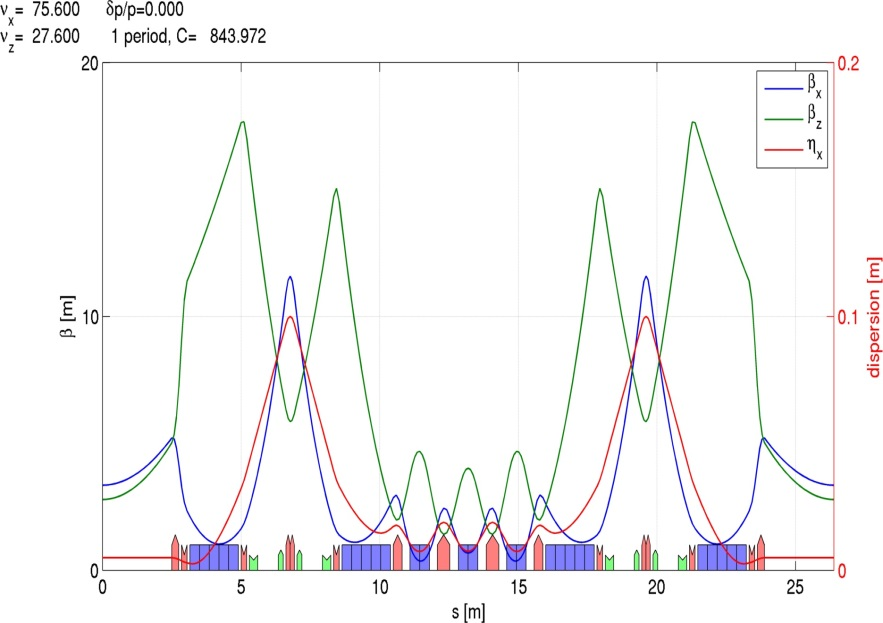 νx= 75.600 δp/p=0.000
νz= 27.600 1 period, C= 843.972
20
0.2
βx
βz
ηx
β [m]
10
0.1
dispersion [m]
0
0
0
5
10
15
20
25
s [m]